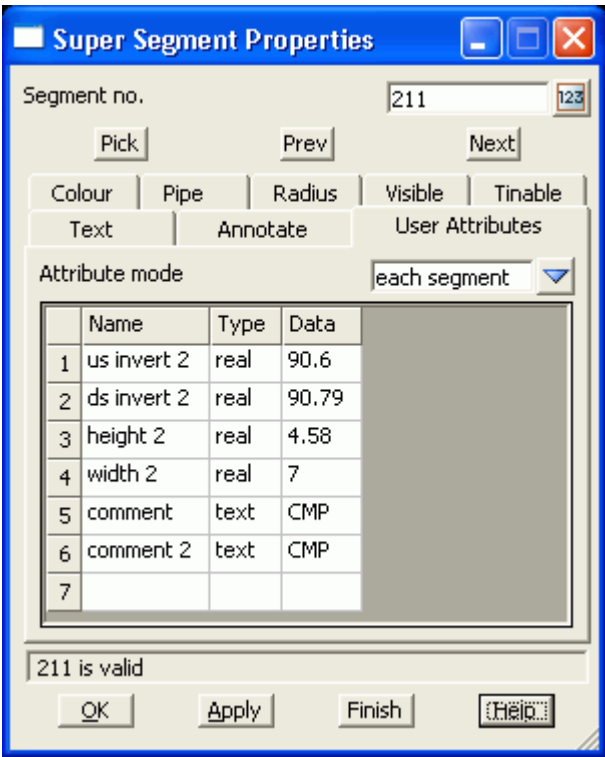 Super Segment Properties
Segment no. 211 123
Pick Prev Next
Colour Pipe Radius Visible Tinable
Text Annotate User Attributes
Attribute mode each segment
Name Type Data
1 us invert 2 real 90.6
2 ds invert 2 real 90.79
3 height 2 real 4.58
4 width 2 real 7
5 comment text CMP
6 comment 2 text CMP
7
211 is valid
OK Apply Finish Help